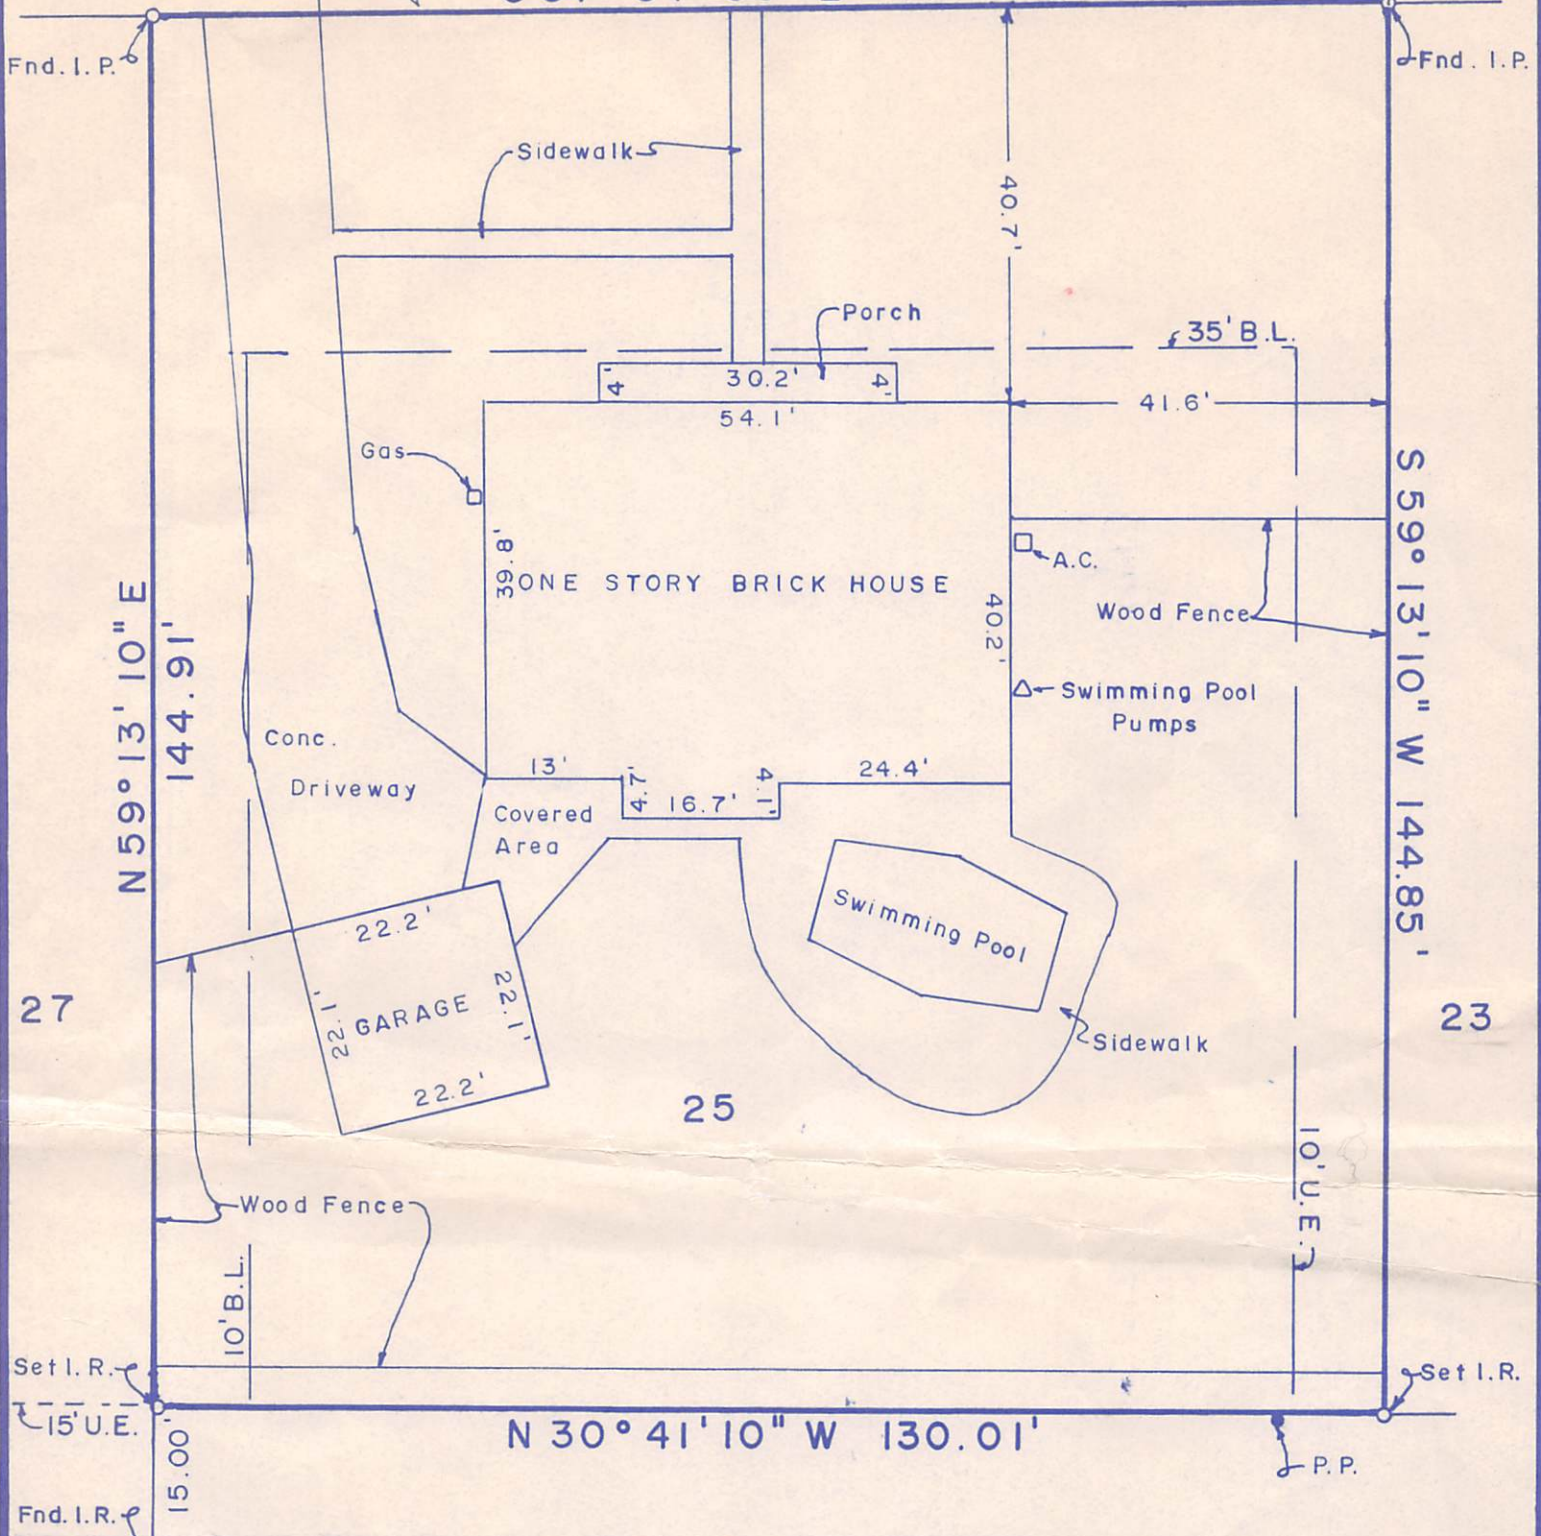 Fnd. I. P.
Fnd. I.P.
Sidewalk
40.7'
Porch
35' B.L.
4'
30.2'
4'
54.1'
41.6'
Gas
39.8'
ONE STORY BRICK HOUSE
A.C.
Wood Fence
40.2'
Swimming Pool
Pumps
S 59° 13' 10" W 144.85'
N 59° 13' 10" E
144.91'
Conc.
Driveway
13'
4.7'
16.7'
4.1'
24.4'
Covered
Area
Swimming Pool
22.2'
22.1'
GARAGE
22.1'
22.2'
Sidewalk
27
25
23
10' U.E.
Wood Fence
10' B.L.
Set I.R.
Set I.R.
15' U.E.
15.00'
N 30° 41' 10" W 130.01'
P.P.
Fnd. I.R.